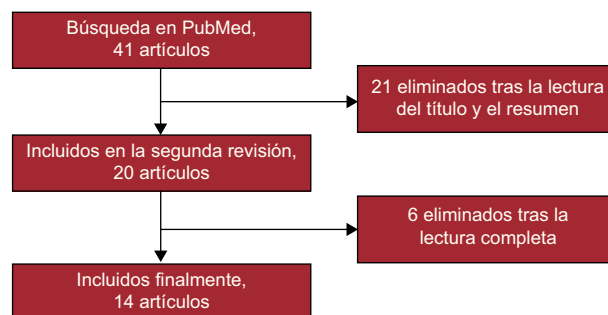 Búsqueda en PubMed,
41 artículos
21 eliminados tras la lectura
del título y el resumen
Incluidos en la segunda revisión,
20 artículos
6 eliminados tras la
lectura completa
Incluidos finalmente,
14 artículos